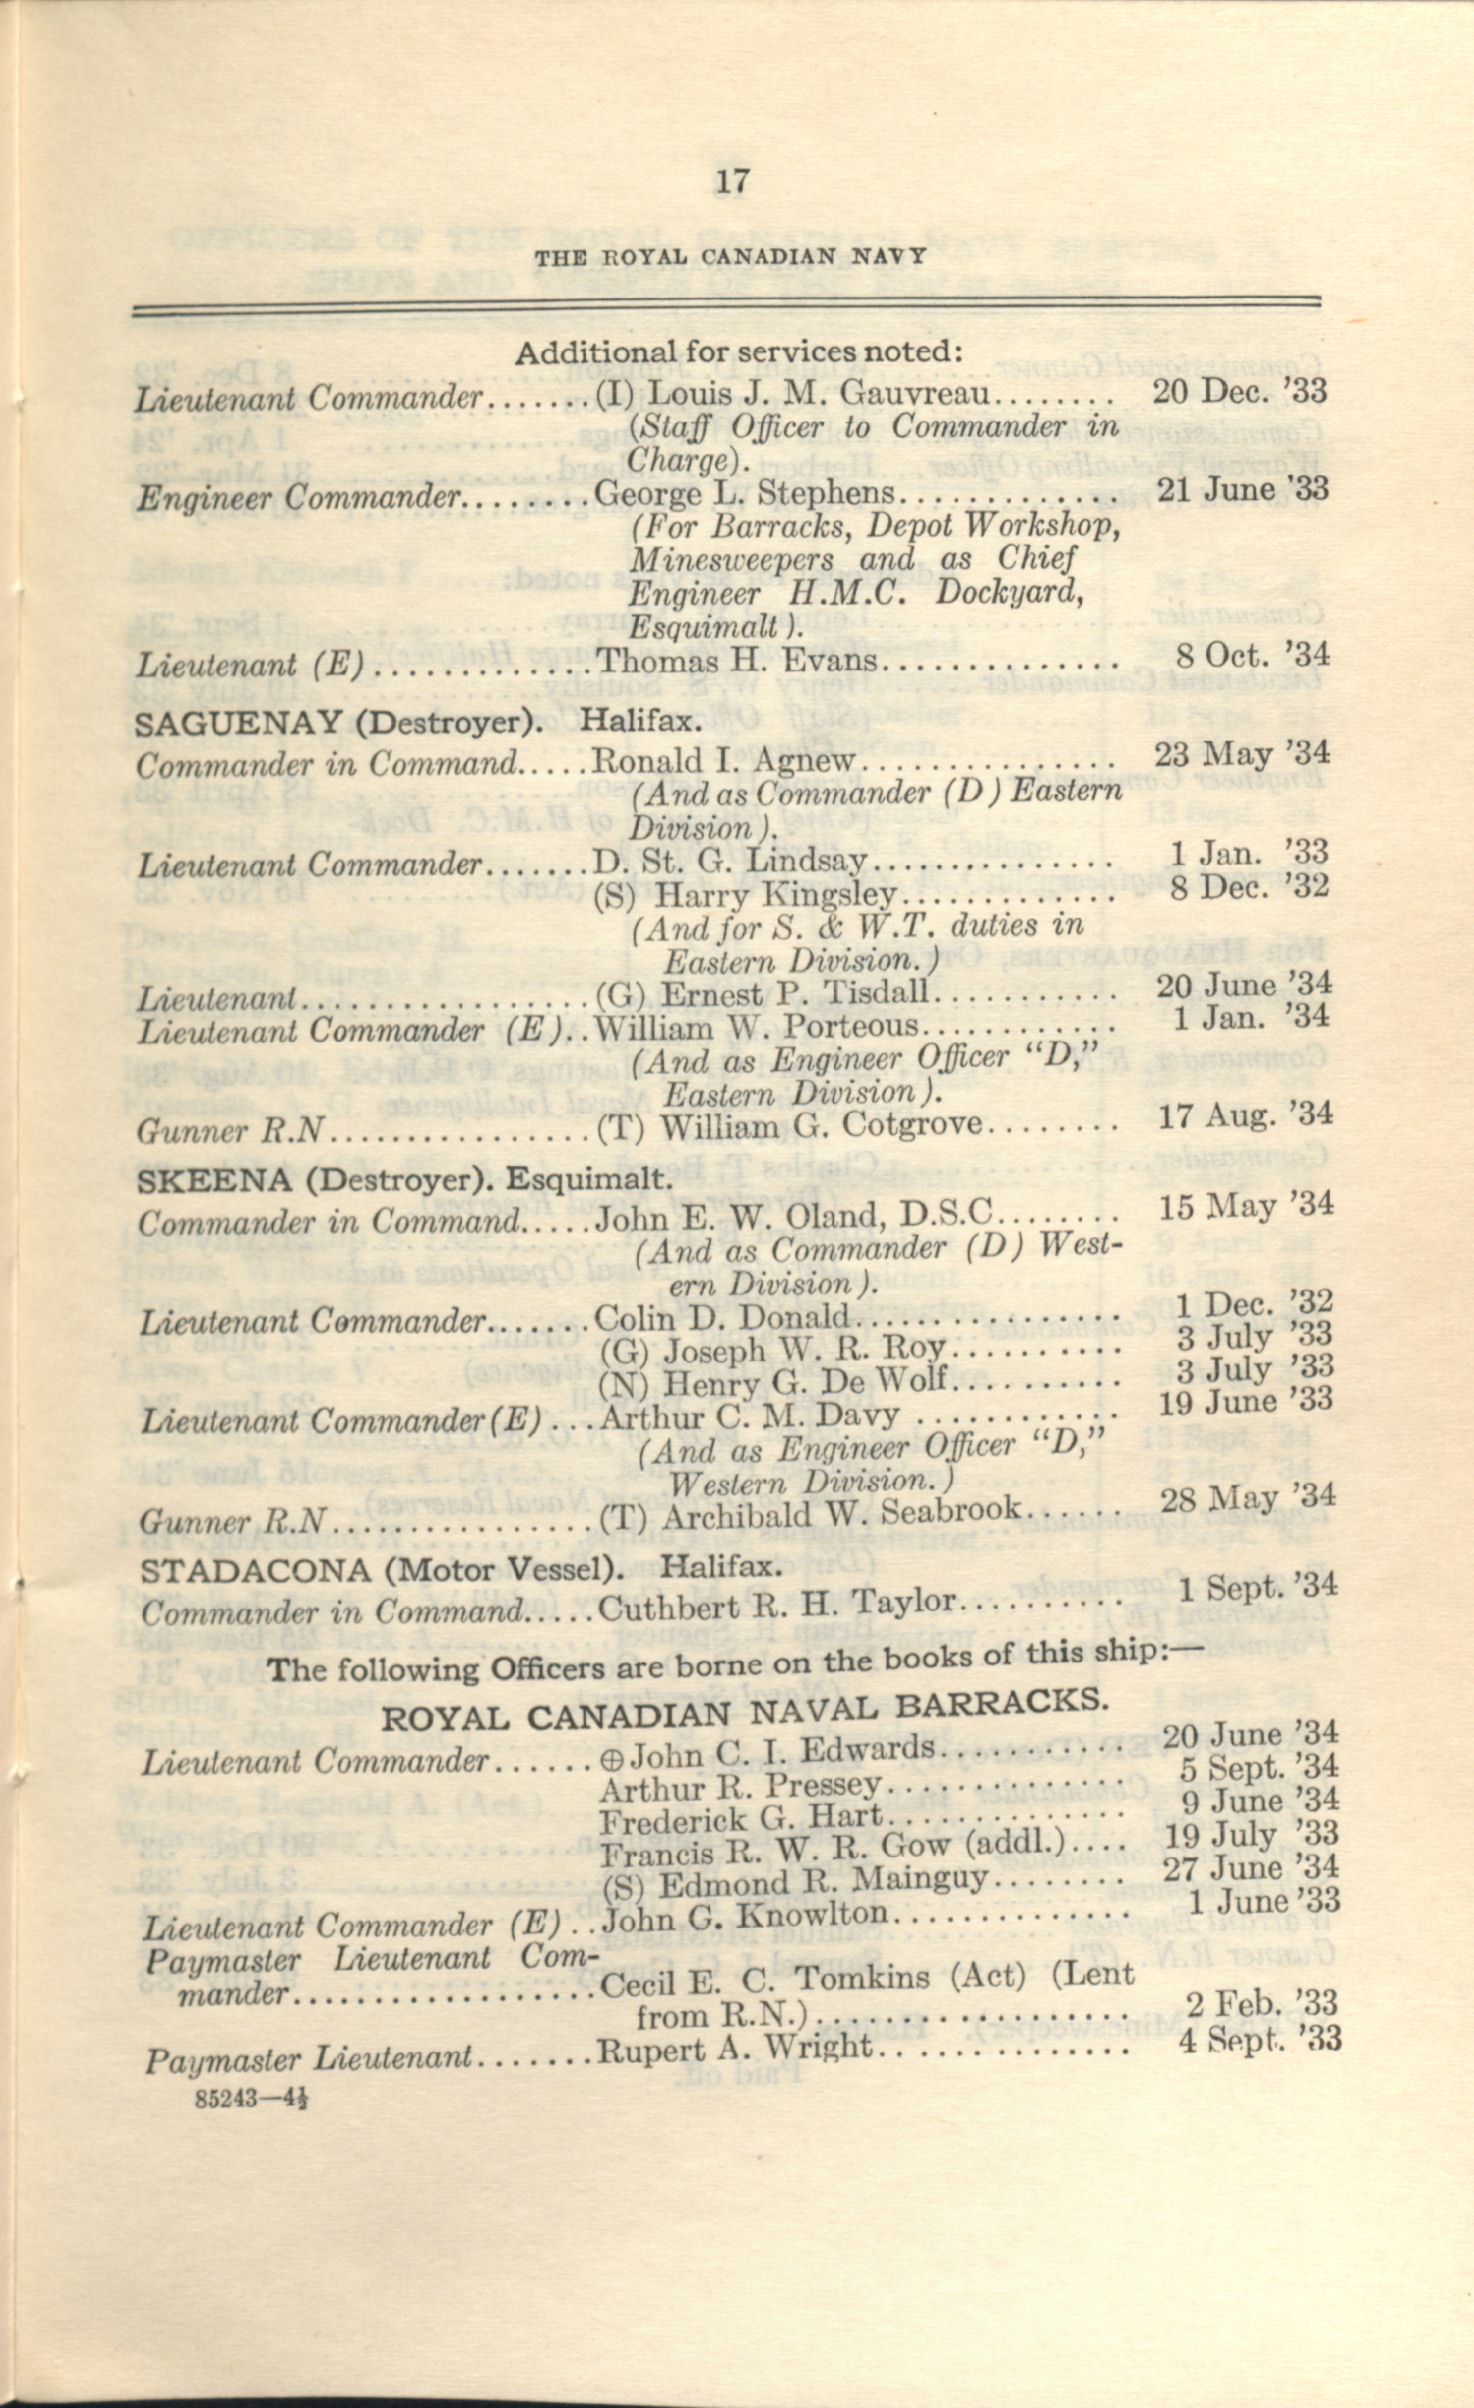 17
THE ROYAL CANADIAN NAVY
Additional for services noted:
Lieutenant Commander.......(I) Louis J. M. Gauvreau........ 20 Dec. '33
(Staff Officer to Commander in
Charge).
Engineer Commander........George L. Stephens............. 21 June '33
(For Barracks, Depot Workshop,
Minesweepers and as Chief
Engineer H.M.C. Dockyard,
Esquimalt).
Lieutenant (E)..............Thomas H. Evans.............. 8 Oct. '34
SAGUENAY (Destroyer). Halifax.
Commander in Command.....Ronald I. Agnew............... 23 May '34
(And as Commander (D) Eastern
Division).
Lieutenant Commander.......D. St. G. Lindsay............... 1 Jan. '33
(S) Harry Kingsley............. 8 Dec. '32
(And for S. & W.T. duties in
Eastern Division.)
Lieutenant..................(G) Ernest P. Tisdall........... 20 June '34
Lieutenant Commander (E)..William W. Porteous............ 1 Jan. '34
(And as Engineer Officer “D,”
Eastern Division).
Gunner R.N.................(T) William G. Cotgrove........ 17 Aug. '34
SKEENA (Destroyer). Esquimalt.
Commander in Command.....John E. W. Oland, D.S.C........ 15 May '34
(And as Commander (D) West-
ern Division).
Lieutenant Commander.......Colin D. Donald................. 1 Dec. '32
(G) Joseph W. R. Roy........... 3 July '33
(N) Henry G. De Wolf........... 3 July '33
Lieutenant Commander (E)...Arthur C. M. Davy ............ 19 June '33
(And as Engineer Officer “D,”
Western Division.)
Gunner R.N.................(T) Archibald W. Seabrook...... 28 May '34
STADACONA (Motor Vessel). Halifax.
Commander in Command.....Cuthbert R. H. Taylor.......... 1 Sept. '34
The following Officers are borne on the books of this ship:—
ROYAL CANADIAN NAVAL BARRACKS.
Lieutenant Commander......⊕John C. I. Edwards........... 20 June '34
Arthur R. Pressey.............. 5 Sept. '34
Frederick G. Hart.............. 9 June '34
Francis R. W. R. Gow (addl.).... 19 July '33
(S) Edmond R. Mainguy........ 27 June '34
Lieutenant Commander (E)..John G. Knowlton.............. 1 June '33
Paymaster Lieutenant Com-
mander...................Cecil E. C. Tomkins (Act) (Lent
from R.N.).................. 2 Feb. '33
Paymaster Lieutenant.......Rupert A. Wright.............. 4 Sept. '33
85243—4½